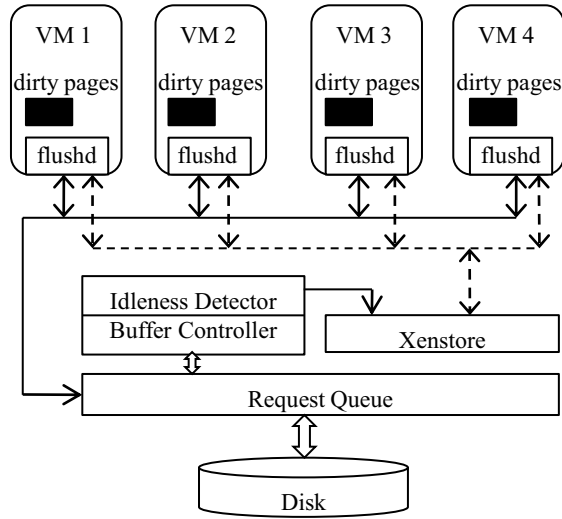 VM 1 VM 2 VM 3 VM 4
dirty pages dirty pages dirty pages dirty pages
flushd flushd flushd flushd
Idleness Detector
Buffer Controller
Xenstore
Request Queue
Disk